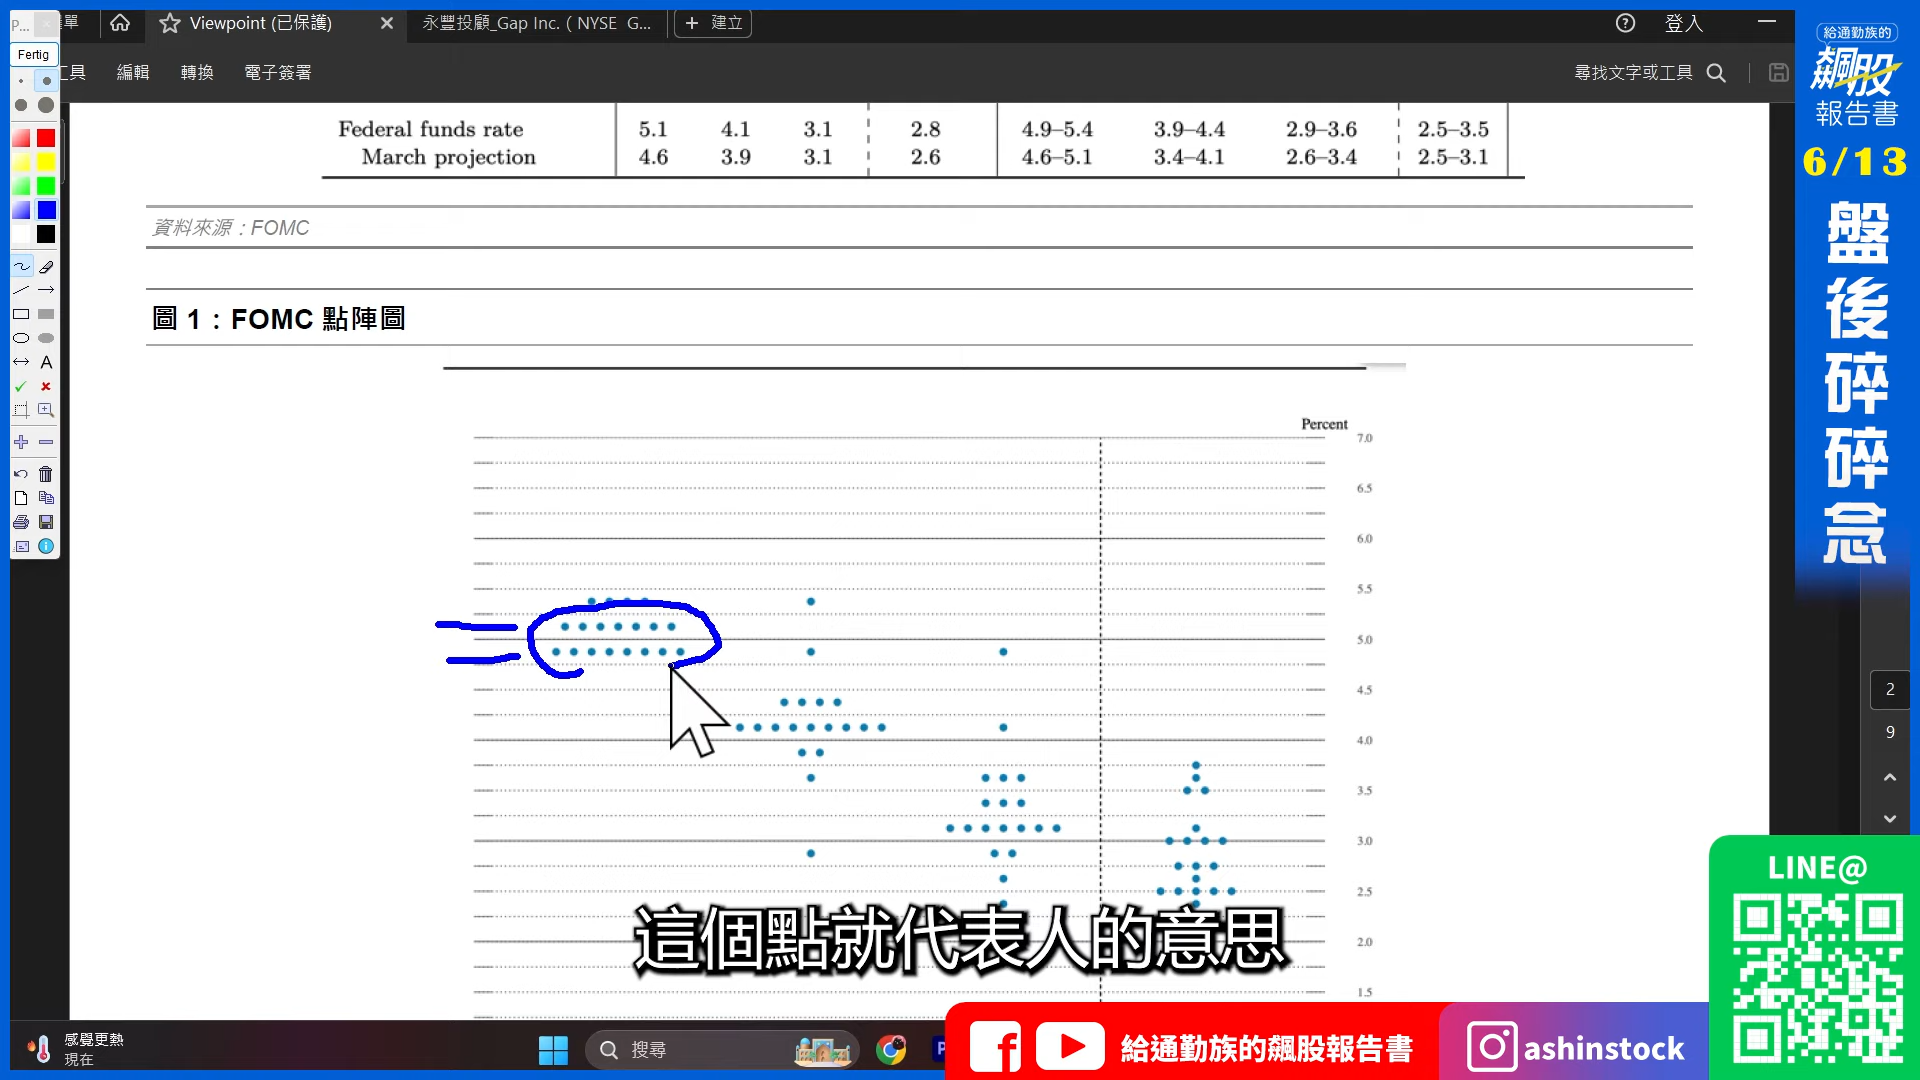 單
Viewpoint (已保護)
永豐投顧_Gap Inc. ( NYSE G...
建立
登入
P...
Fertig
工具
編輯
轉換
電子簽署
尋找文字或工具
給通勤族的
飆股
報告書
6/13
盤後碎碎念
Federal funds rate 5.1 4.1 3.1 2.8 4.9–5.4 3.9–4.4 2.9–3.6 2.5–3.5
March projection 4.6 3.9 3.1 2.6 4.6–5.1 3.4–4.1 2.6–3.4 2.5–3.1
資料來源：FOMC
圖 1：FOMC 點陣圖
Percent
7.0
6.5
6.0
5.5
5.0
4.5
4.0
3.5
3.0
2.5
2.0
1.5
2
9
A
這個點就代表人的意思
LINE@
感覺更熱
現在
搜尋
給通勤族的飆股報告書
ashinstock